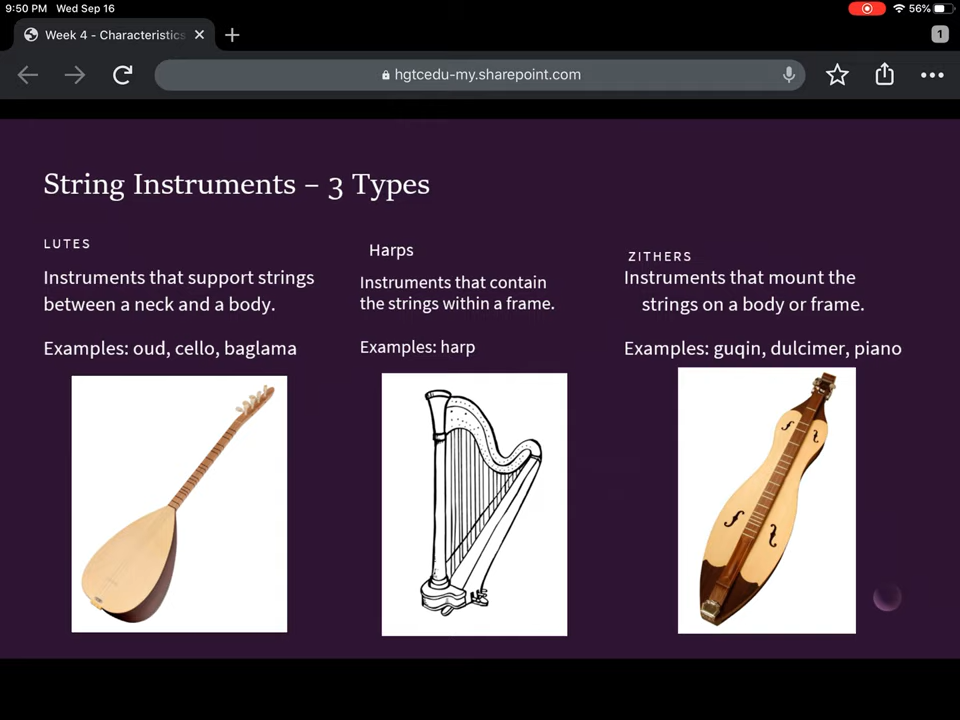 9:50 PM Wed Sep 16
56%
Week 4 - Characteristics
1
hgtcedu-my.sharepoint.com
String Instruments – 3 Types
LUTES
Instruments that support strings
between a neck and a body.
Examples: oud, cello, baglama
Harps
Instruments that contain
the strings within a frame.
Examples: harp
ZITHERS
Instruments that mount the
strings on a body or frame.
Examples: guqin, dulcimer, piano